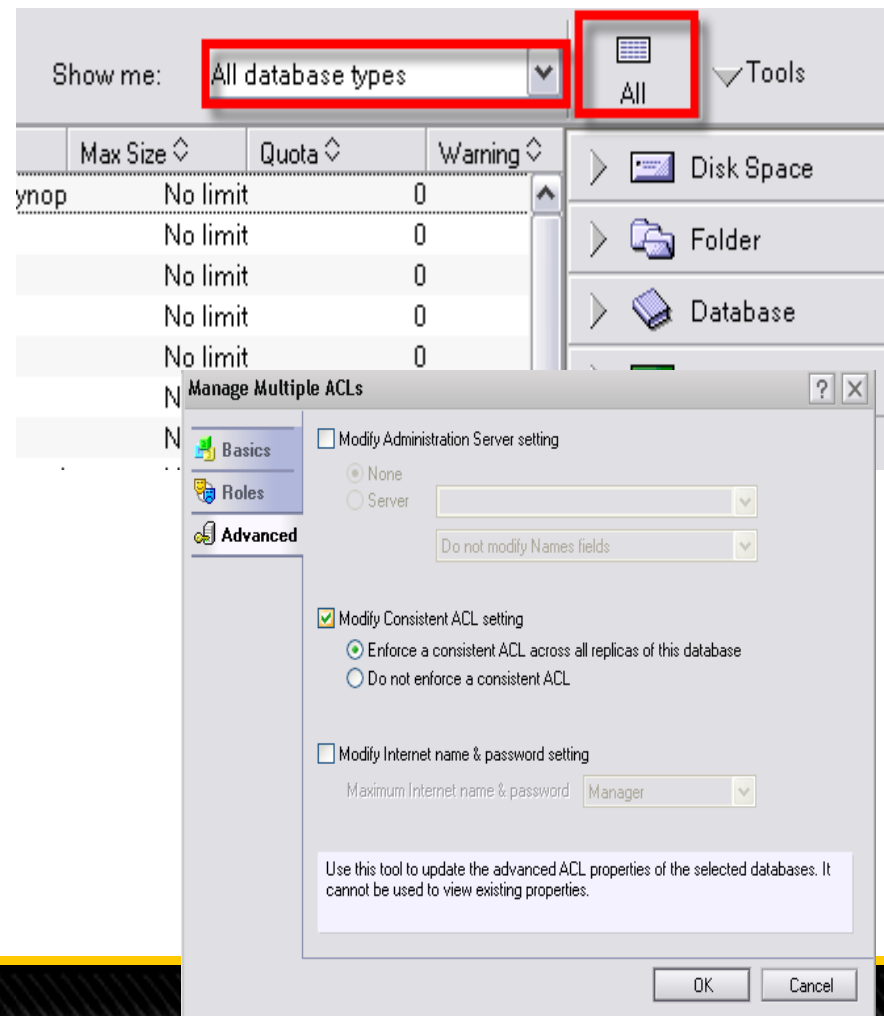 Show me: All database types All Tools
Max Size Quota Warning
ynop No limit 0
No limit 0
No limit 0
No limit 0
No limit 0
N
N
Disk Space
Folder
Database
Manage Multiple ACLs
Basics
Roles
Advanced
Modify Administration Server setting
None
Server
Do not modify Names fields
Modify Consistent ACL setting
Enforce a consistent ACL across all replicas of this database
Do not enforce a consistent ACL
Modify Internet name & password setting
Maximum Internet name & password Manager
Use this tool to update the advanced ACL properties of the selected databases. It
cannot be used to view existing properties.
OK Cancel